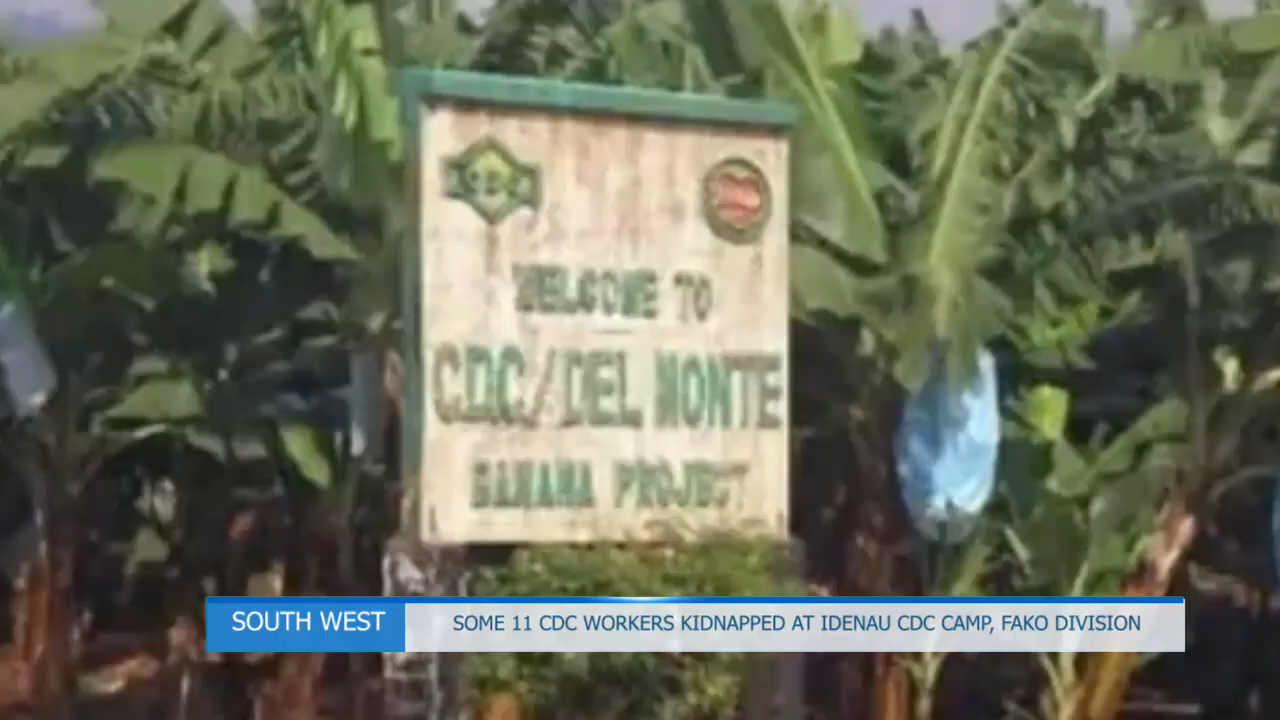 CDC
WELCOME TO
CDC/DEL MONTE
BANANA PROJECT
SOUTH WEST
SOME 11 CDC WORKERS KIDNAPPED AT IDENAU CDC CAMP, FAKO DIVISION